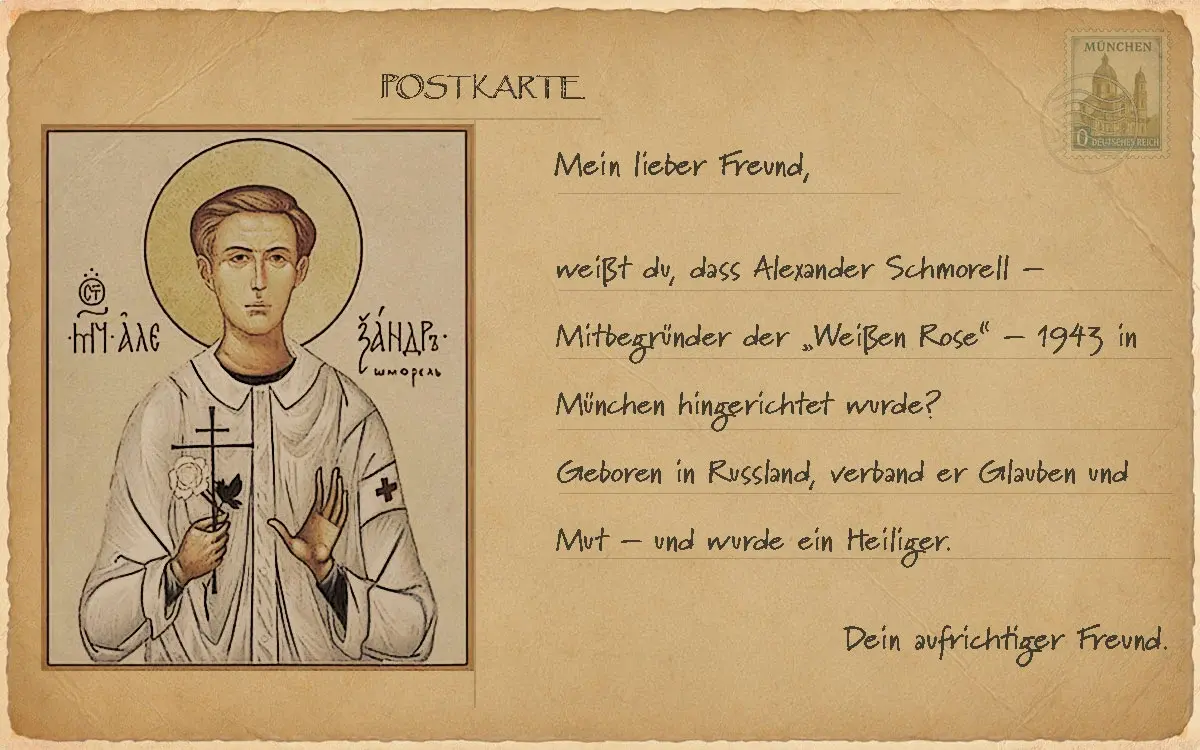 POSTKARTE
MÜNCHEN
0 DEUTSCHES REICH
Mein lieber Freund,
weißt du, dass Alexander Schmorell –
Mitbegründer der „Weißen Rose“ – 1943 in
München hingerichtet wurde?
Geboren in Russland, verband er Glauben und
Mut – und wurde ein Heiliger.
Dein aufrichtiger Freund.
СТ
·МЧ·АЛЕ
ѮА́НДРЪ·
шморель